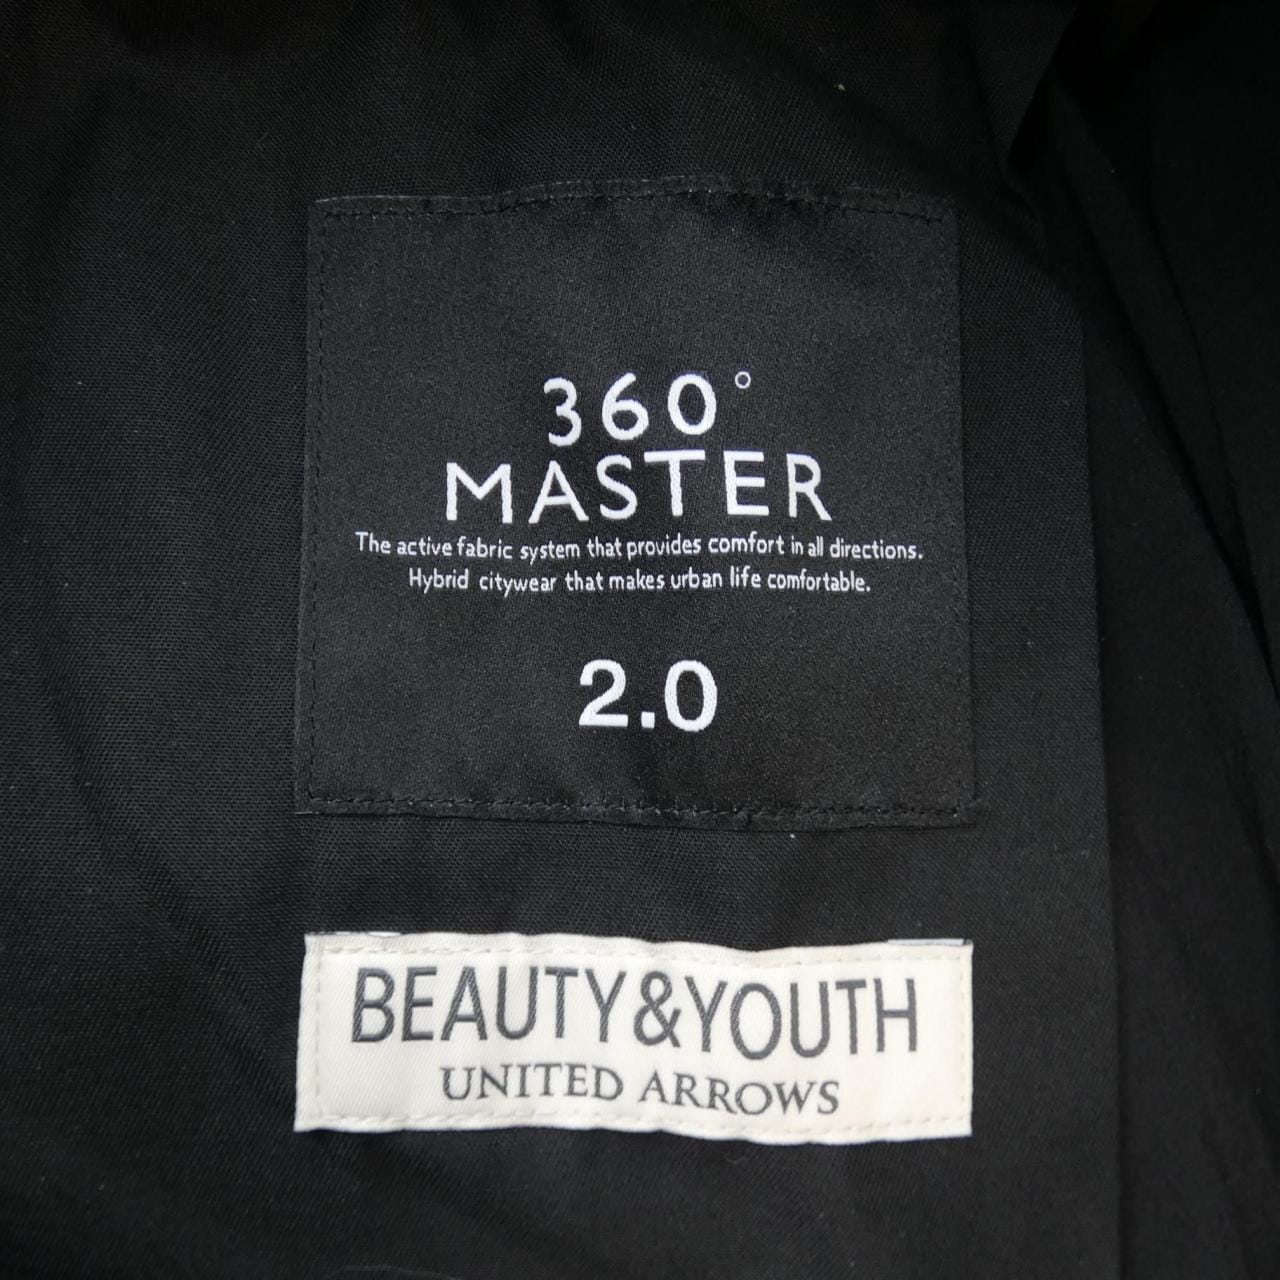 360°
MASTER
The active fabric system that provides comfort in all directions.
Hybrid citywear that makes urban life comfortable.
2.0
BEAUTY&YOUTH
UNITED ARROWS